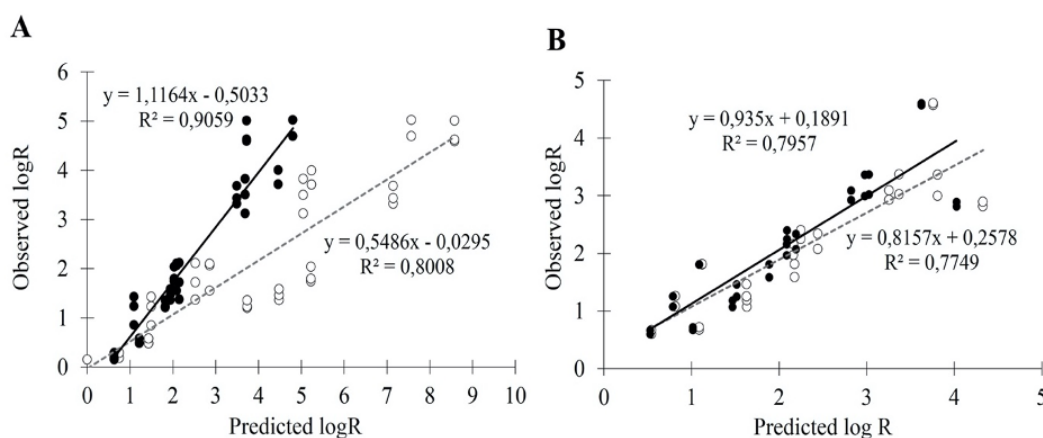 A
6
5
4
3
2
1
0
0 1 2 3 4 5 6 7 8 9 10
Observed logR
Predicted logR
y = 1,1164x - 0,5033
R² = 0,9059
y = 0,5486x - 0,0295
R² = 0,8008
B
5
4
3
2
1
0
0 1 2 3 4 5
Observed logR
Predicted log R
y = 0,935x + 0,1891
R² = 0,7957
y = 0,8157x + 0,2578
R² = 0,7749